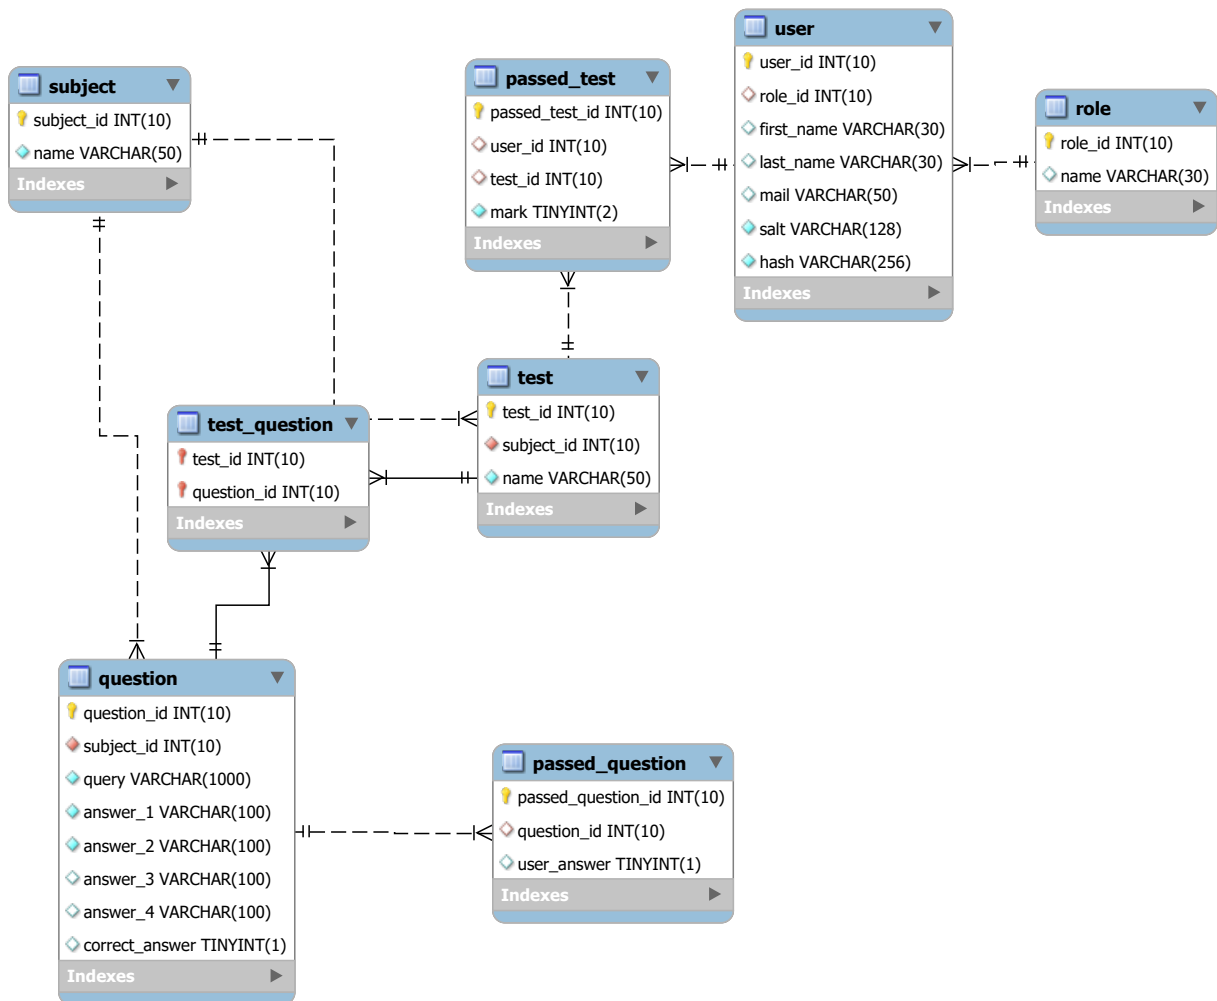 subject
subject_id INT(10)
name VARCHAR(50)
Indexes
passed_test
passed_test_id INT(10)
user_id INT(10)
test_id INT(10)
mark TINYINT(2)
Indexes
user
user_id INT(10)
role_id INT(10)
first_name VARCHAR(30)
last_name VARCHAR(30)
mail VARCHAR(50)
salt VARCHAR(128)
hash VARCHAR(256)
Indexes
role
role_id INT(10)
name VARCHAR(30)
Indexes
test_question
test_id INT(10)
question_id INT(10)
Indexes
test
test_id INT(10)
subject_id INT(10)
name VARCHAR(50)
Indexes
question
question_id INT(10)
subject_id INT(10)
query VARCHAR(1000)
answer_1 VARCHAR(100)
answer_2 VARCHAR(100)
answer_3 VARCHAR(100)
answer_4 VARCHAR(100)
correct_answer TINYINT(1)
Indexes
passed_question
passed_question_id INT(10)
question_id INT(10)
user_answer TINYINT(1)
Indexes